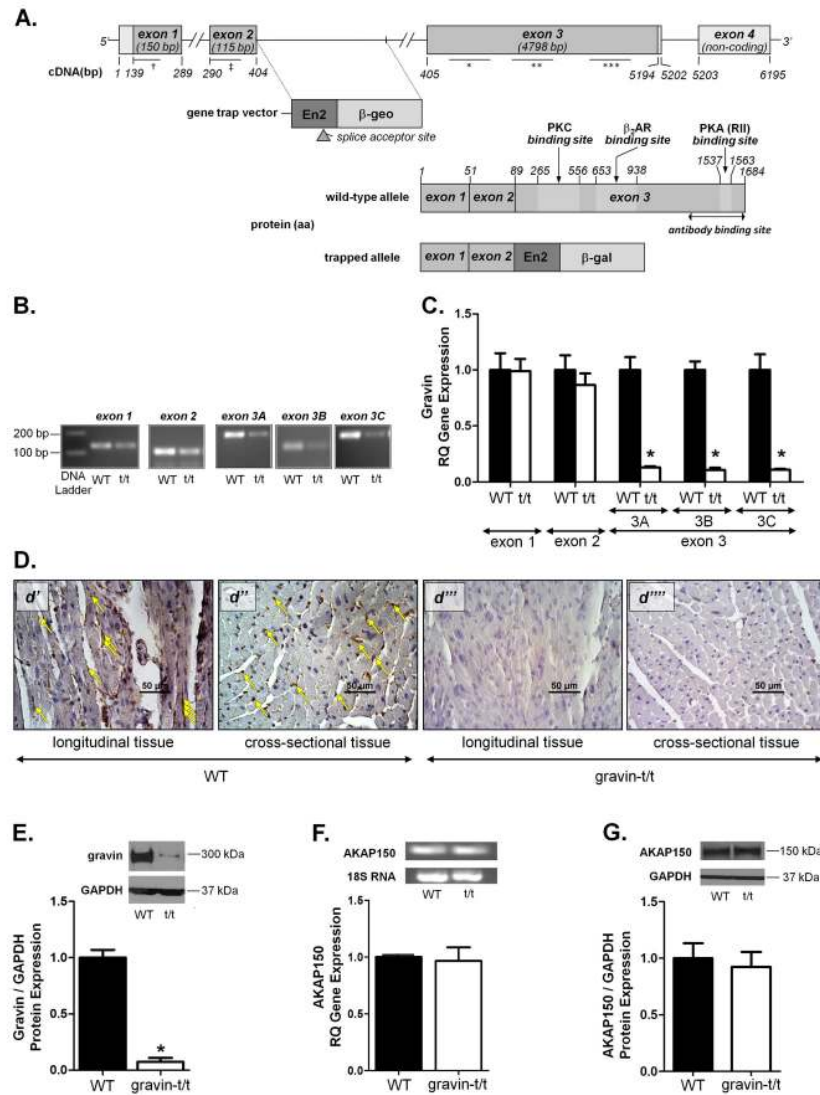 A.
5′ exon 1 exon 2 exon 3 exon 4 3′
(150 bp) (115 bp) (4798 bp) (non-coding)
cDNA(bp) † ‡ * ** ***
1 139 289 290 404 405 5194 5202 5203 6195
gene trap vector En2 β-geo
splice acceptor site
PKC binding site
β2AR binding site
PKA (RII) binding site
1 51 89 265 556 653 938 1537 1563 1684
wild-type allele exon 1 exon 2 exon 3
protein (aa) antibody binding site
trapped allele exon 1 exon 2 En2 β-gal
B.
exon 1 exon 2 exon 3A exon 3B exon 3C
200 bp
100 bp
DNA Ladder WT t/t WT t/t WT t/t WT t/t WT t/t
C.
Gravin
RQ Gene Expression
1.5
1.0
0.5
0.0
* * *
WT t/t WT t/t WT t/t WT t/t WT t/t
3A 3B 3C
exon 1 exon 2 exon 3
D.
d′ d″ d‴ d⁗
50 µm 50 µm 50 µm 50 µm
longitudinal tissue cross-sectional tissue longitudinal tissue cross-sectional tissue
WT gravin-t/t
E.
gravin 300 kDa
GAPDH 37 kDa
WT t/t
Gravin / GAPDH
Protein Expression
1.5
1.0
0.5
0.0
*
WT gravin-t/t
F.
AKAP150
18S RNA
WT t/t
AKAP150
RQ Gene Expression
1.5
1.0
0.5
0.0
WT gravin-t/t
G.
AKAP150 150 kDa
GAPDH 37 kDa
WT t/t
AKAP150 / GAPDH
Protein Expression
1.5
1.0
0.5
0.0
WT gravin-t/t